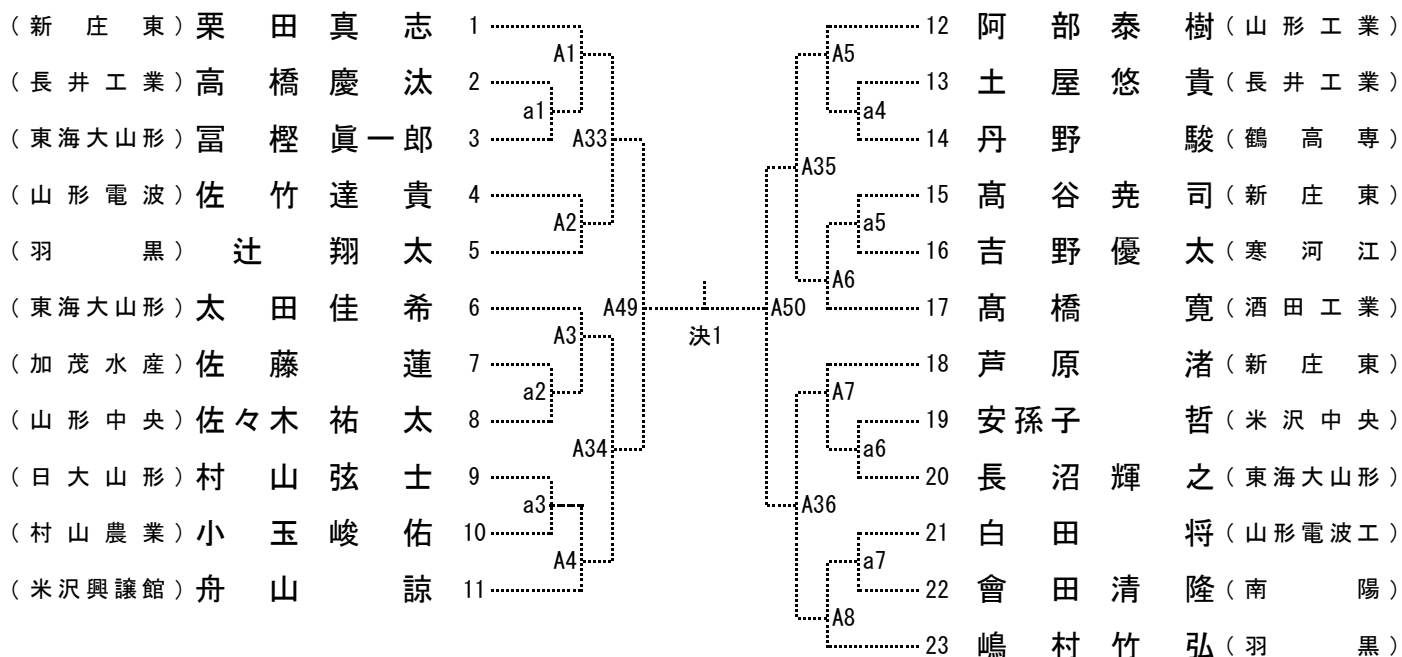 （新庄東）栗田真志 1
（長井工業）高橋慶汰 2
（東海大山形）冨樫眞一郎 3
（山形電波）佐竹達貴 4
（羽黒）辻翔太 5
（東海大山形）太田佳希 6
（加茂水産）佐藤蓮 7
（山形中央）佐々木祐太 8
（日大山形）村山弦士 9
（村山農業）小玉峻佑 10
（米沢興譲館）舟山諒 11
A1
a1
A33
A2
A49
A3
a2
A34
a3
A4
決1
A5
a4
A35
a5
A6
A50
A7
a6
A36
a7
A8
12 阿部泰樹（山形工業）
13 土屋悠貴（長井工業）
14 丹野駿（鶴高専）
15 髙谷尭司（新庄東）
16 吉野優太（寒河江）
17 髙橋寛（酒田工業）
18 芦原渚（新庄東）
19 安孫子哲（米沢中央）
20 長沼輝之（東海大山形）
21 白田将（山形電波工）
22 會田清隆（南陽）
23 嶋村竹弘（羽黒）